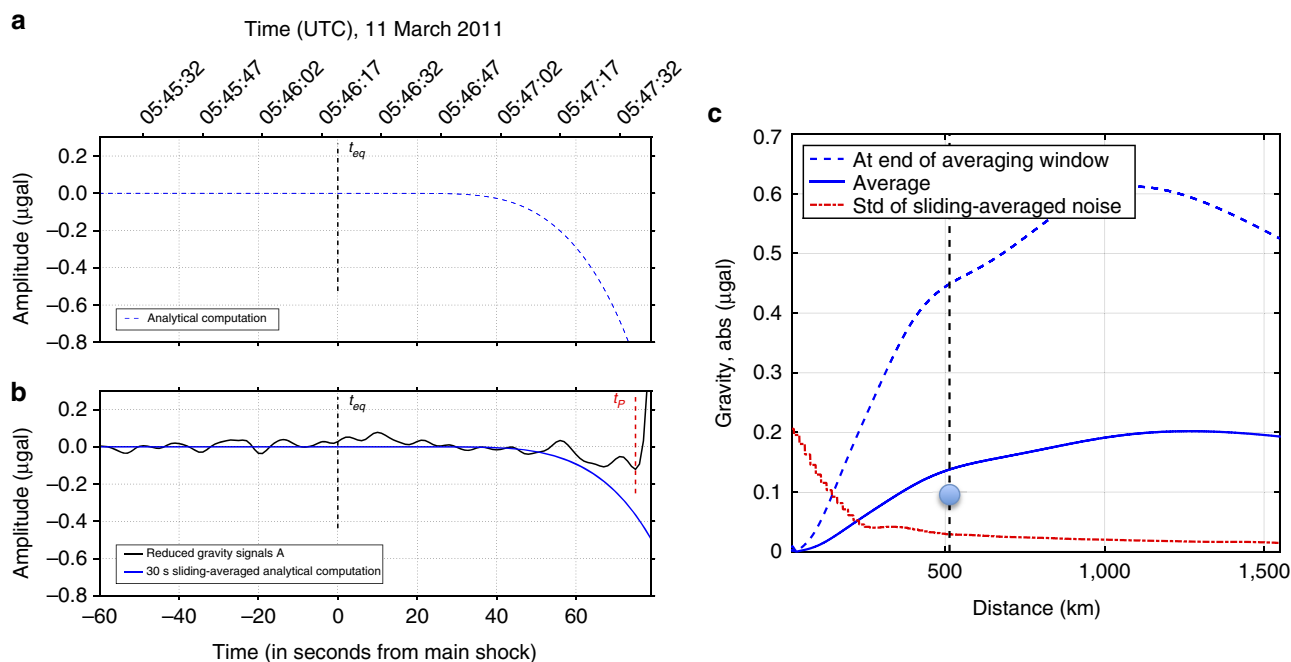 a
Time (UTC), 11 March 2011
05:45:32
05:45:47
05:46:02
05:46:17
05:46:32
05:46:47
05:47:02
05:47:17
05:47:32
0.2
0.0
–0.2
–0.4
–0.6
–0.8
Amplitude (µgal)
t_eq
Analytical computation
b
0.2
0.0
–0.2
–0.4
–0.6
–0.8
Amplitude (µgal)
t_eq
t_P
Reduced gravity signals A
30 s sliding-averaged analytical computation
–60
–40
–20
0
20
40
60
Time (in seconds from main shock)
c
0.7
0.6
0.5
0.4
0.3
0.2
0.1
0
Gravity, abs (µgal)
At end of averaging window
Average
Std of sliding-averaged noise
500
1,000
1,500
Distance (km)